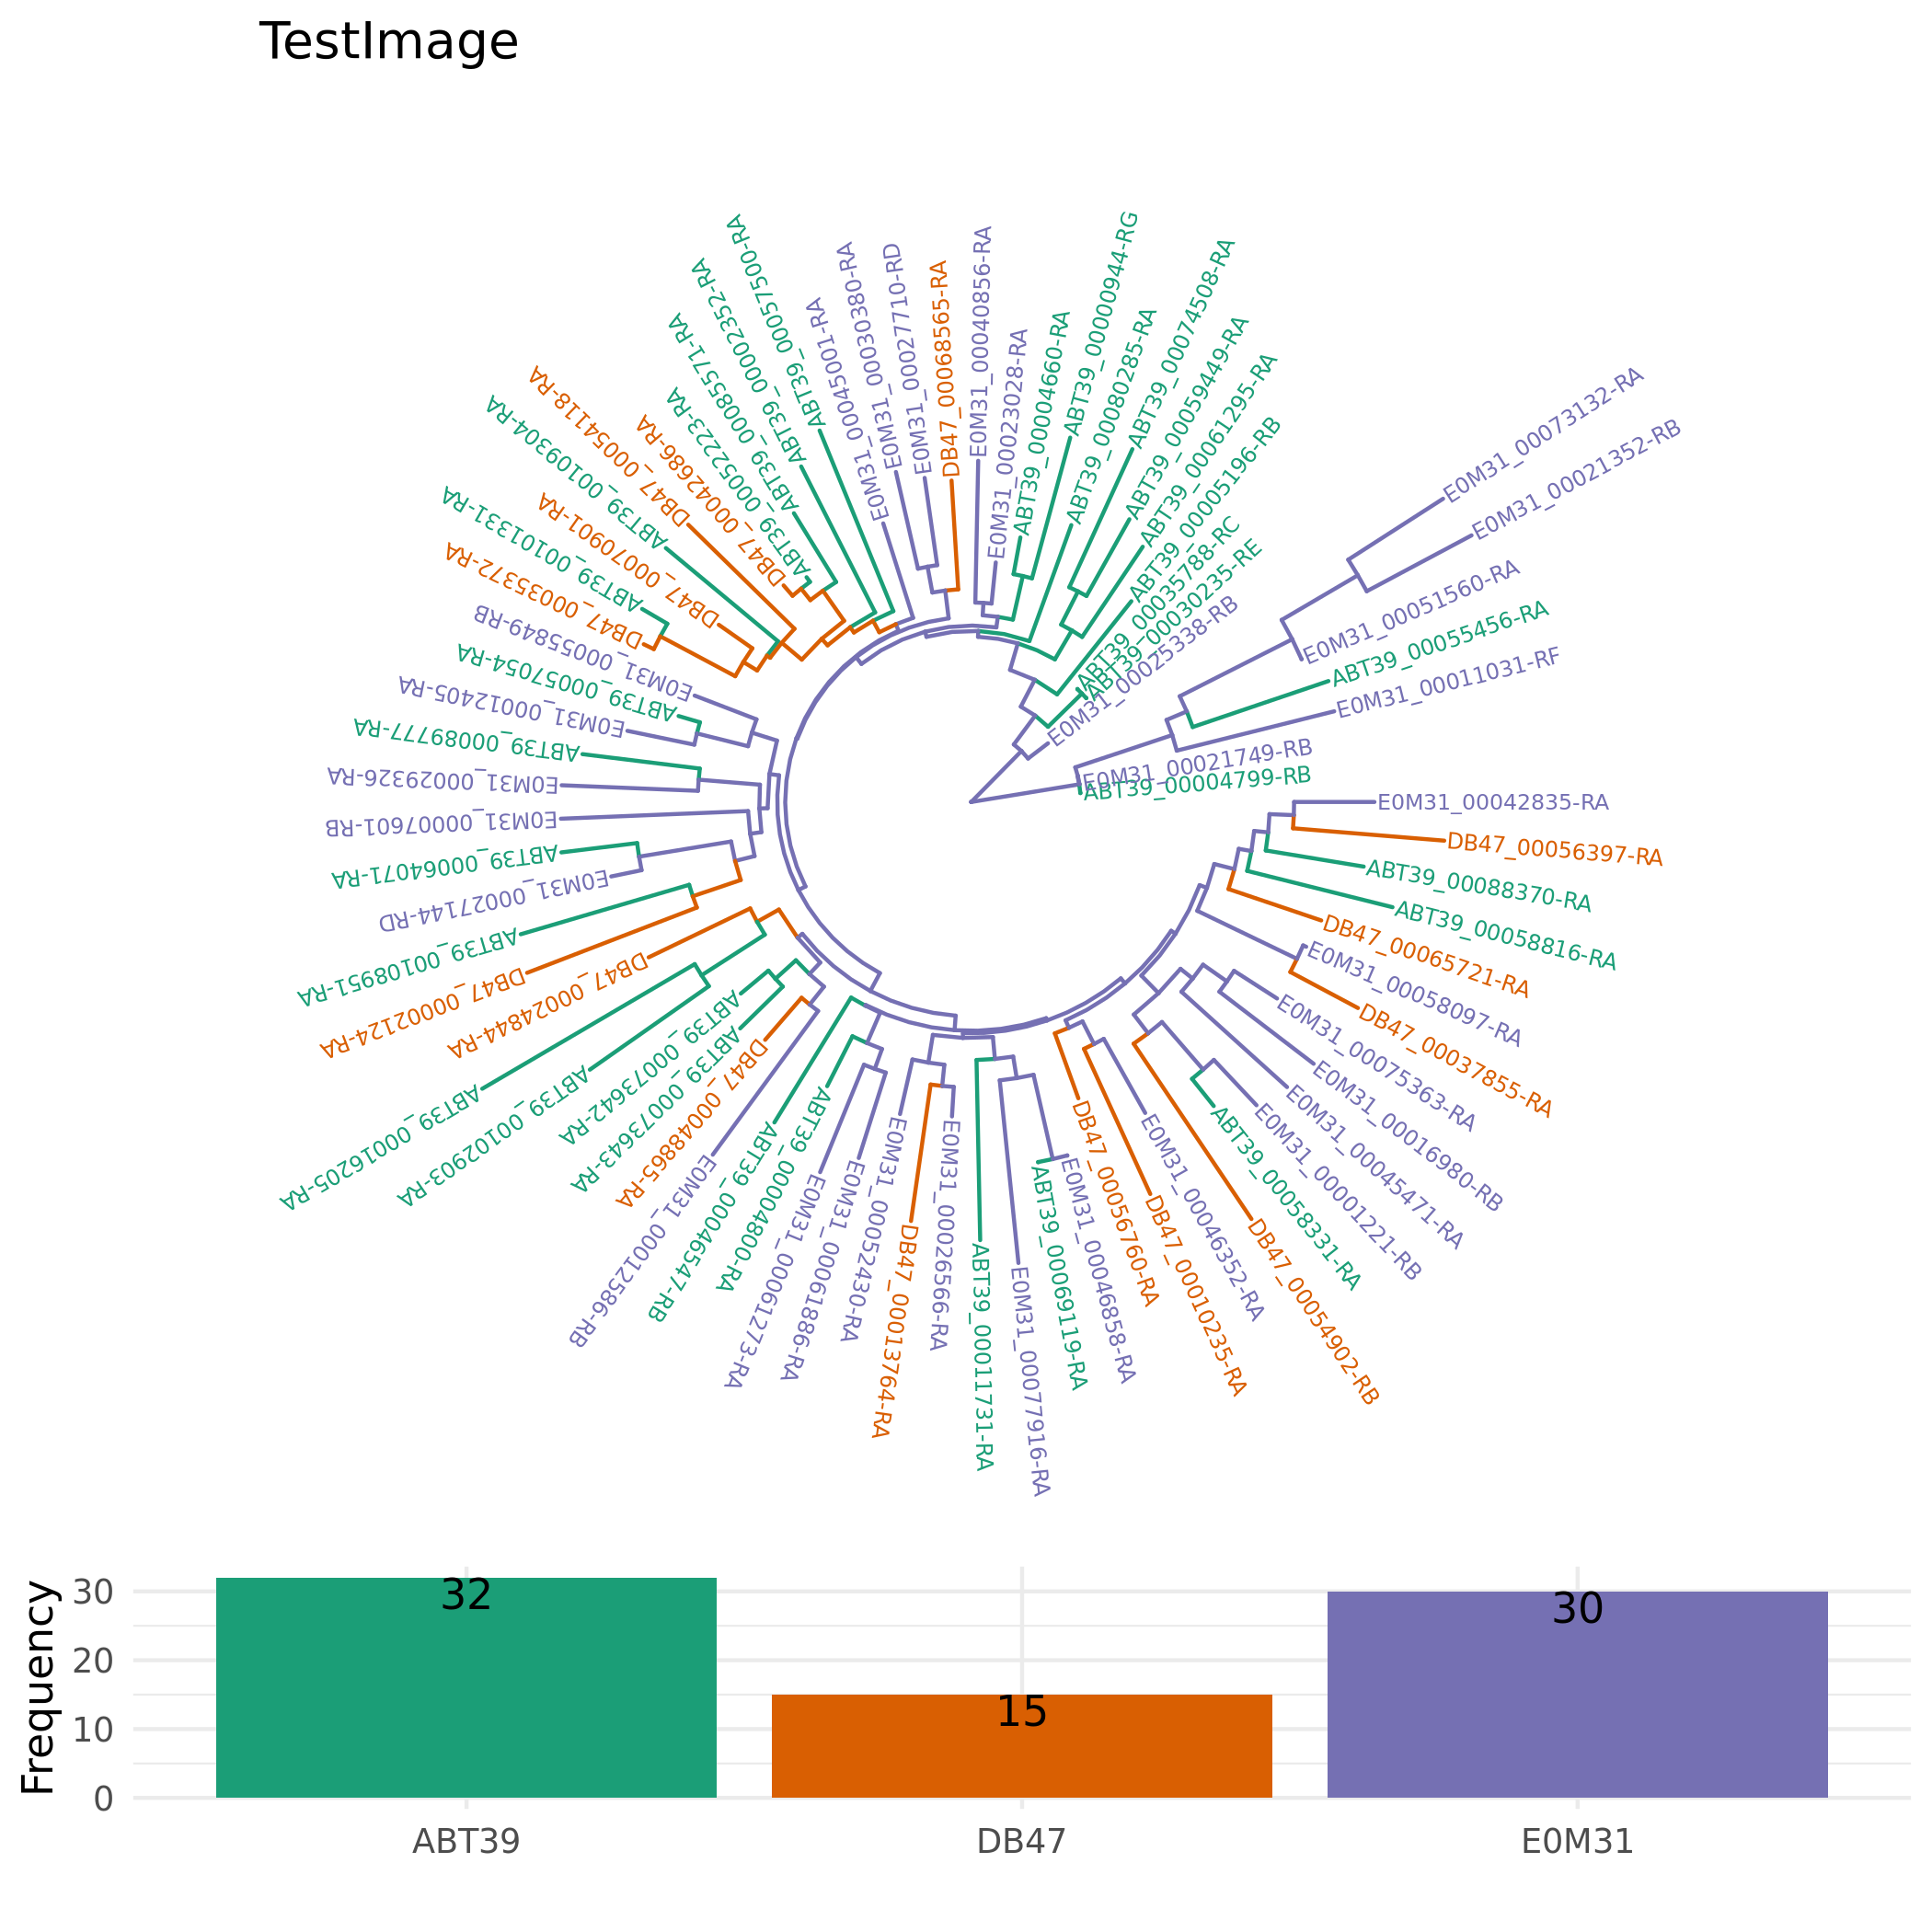 TestImage
E0M31_00073132-RA
E0M31_00021352-RB
E0M31_00051560-RA
ABT39_00055456-RA
E0M31_00011031-RF
E0M31_00021749-RB
ABT39_00004799-RB
E0M31_00042835-RA
DB47_00056397-RA
ABT39_00088370-RA
ABT39_00058816-RA
DB47_00065721-RA
E0M31_00058097-RA
DB47_00037855-RA
E0M31_00075363-RA
E0M31_00016980-RB
E0M31_00045471-RA
E0M31_00001221-RB
ABT39_00058331-RA
DB47_00054902-RB
E0M31_00046352-RA
DB47_00010235-RA
DB47_00056760-RA
E0M31_00046858-RA
ABT39_00069119-RA
E0M31_00077916-RA
ABT39_00011731-RA
E0M31_00026566-RA
DB47_00013764-RA
E0M31_00052430-RA
E0M31_00061886-RA
E0M31_00061273-RA
ABT39_00004800-RA
ABT39_00046547-RB
E0M31_00012586-RB
DB47_00048865-RA
ABT39_00073643-RA
ABT39_00073642-RA
ABT39_00102903-RA
ABT39_00016205-RA
DB47_00024844-RA
DB47_00002124-RA
ABT39_00108951-RA
E0M31_00027144-RD
ABT39_00064071-RA
E0M31_00007601-RB
E0M31_00029326-RA
ABT39_00089777-RA
E0M31_00012405-RA
ABT39_00057054-RA
E0M31_00055849-RB
DB47_00035372-RA
ABT39_00101331-RA
DB47_00070901-RA
ABT39_00109304-RA
DB47_00054118-RA
DB47_00042686-RA
ABT39_00052223-RA
ABT39_00085571-RA
ABT39_00002352-RA
ABT39_00057500-RA
E0M31_00045001-RA
E0M31_00030380-RA
E0M31_00027710-RD
DB47_00068565-RA
E0M31_00040856-RA
E0M31_00023028-RA
ABT39_00004660-RA
ABT39_00000944-RG
ABT39_00080285-RA
ABT39_00074508-RA
ABT39_00059449-RA
ABT39_00061295-RA
ABT39_00005196-RB
ABT39_00035788-RC
ABT39_00030235-RE
E0M31_00025338-RB
Frequency
30
20
10
0
32
15
30
ABT39
DB47
E0M31